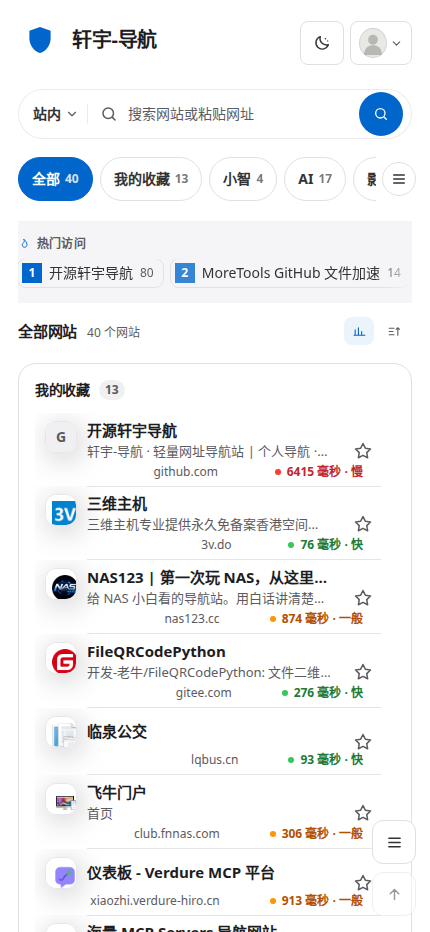 轩宇-导航
站内 搜索网站或粘贴网址
全部 40 我的收藏 13 小智 4 AI 17
热门访问
1 开源轩宇导航 80 2 MoreTools GitHub 文件加速 14
全部网站 40 个网站
我的收藏 13
G
开源轩宇导航
轩宇-导航 · 轻量网址导航站 | 个人导航 ·...
github.com 6415 毫秒 · 慢
3V
三维主机
三维主机专业提供永久免备案香港空间...
3v.do 76 毫秒 · 快
NAS
NAS123 | 第一次玩 NAS，从这里...
给 NAS 小白看的导航站。用白话讲清楚...
nas123.cc 874 毫秒 · 一般
G
FileQRCodePython
开发-老牛/FileQRCodePython: 文件二维...
gitee.com 276 毫秒 · 快
临泉公交
lqbus.cn 93 毫秒 · 快
飞牛门户
首页
club.fnnas.com 306 毫秒 · 一般
仪表板 - Verdure MCP 平台
xiaozhi.verdure-hiro.cn 913 毫秒 · 一般
海量 MCP Servers 导航网站